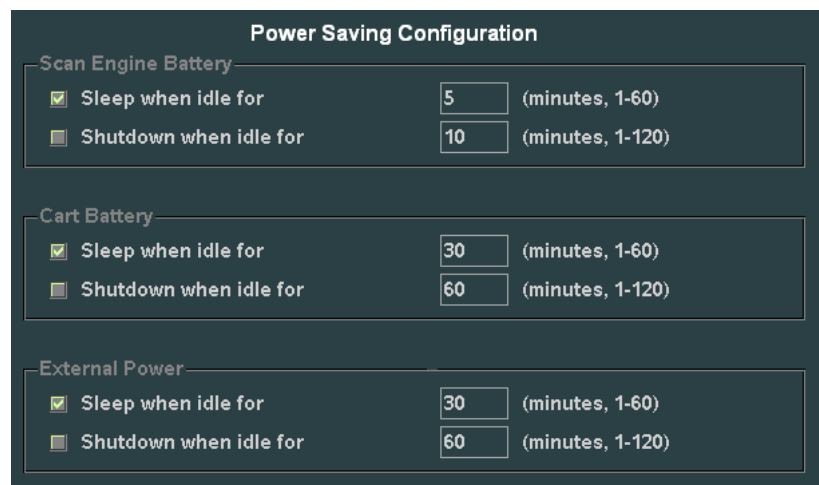 Power Saving Configuration
Scan Engine Battery
Sleep when idle for 5 (minutes, 1-60)
Shutdown when idle for 10 (minutes, 1-120)
Cart Battery
Sleep when idle for 30 (minutes, 1-60)
Shutdown when idle for 60 (minutes, 1-120)
External Power
Sleep when idle for 30 (minutes, 1-60)
Shutdown when idle for 60 (minutes, 1-120)